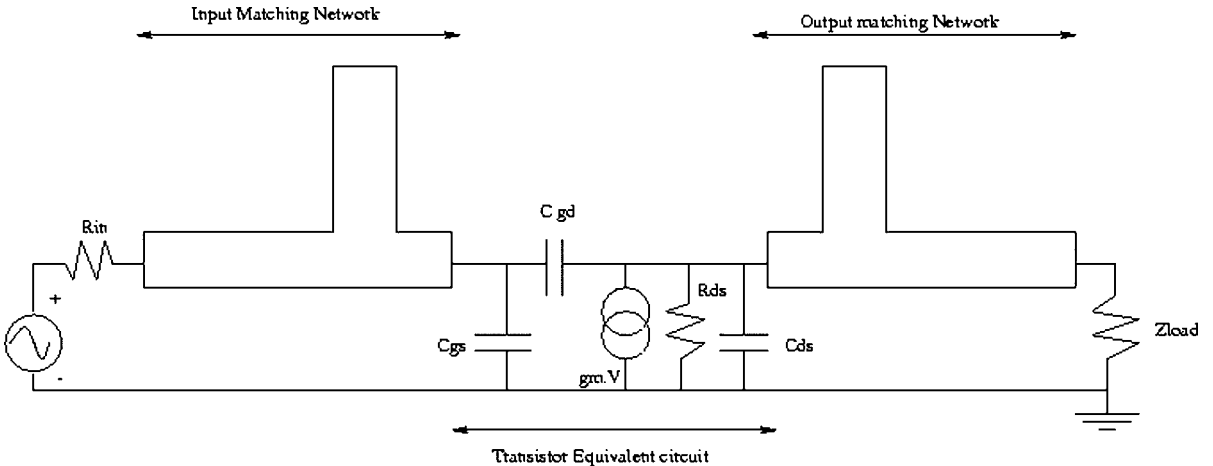 Input Matching Network
Output matching Network
Rin
C gd
+
Rds
Cgs
Cds
Zload
-
gm.V
Transistor Equivalent circuit